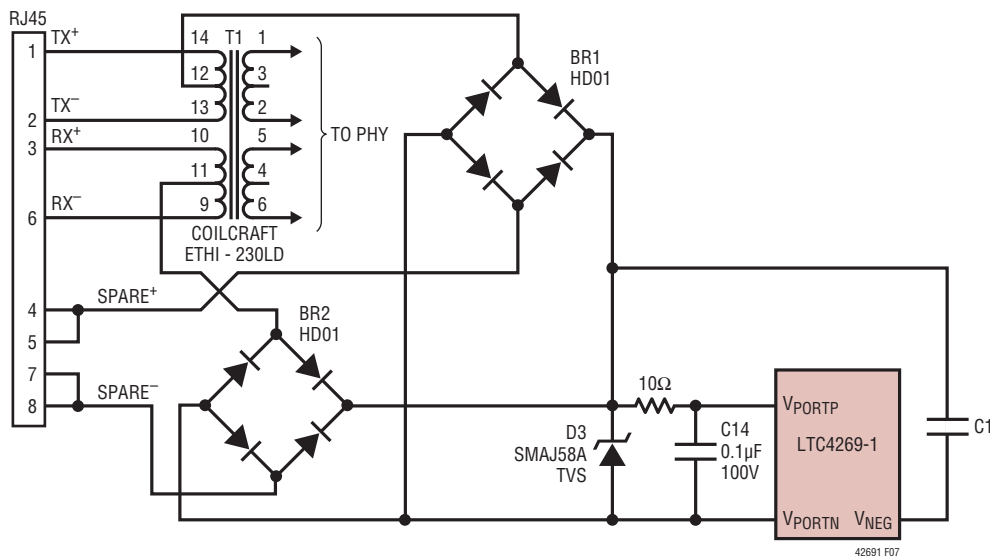 RJ45
1
TX+
2
TX−
3
RX+
6
RX−
4
SPARE+
5
7
8
SPARE−
14
T1
1
12
3
13
2
10
5
11
4
9
6
COILCRAFT
ETHI - 230LD
TO PHY
BR1
HD01
BR2
HD01
10Ω
D3
SMAJ58A
TVS
C14
0.1µF
100V
VPORTP
LTC4269-1
VPORTN
VNEG
C1
42691 F07